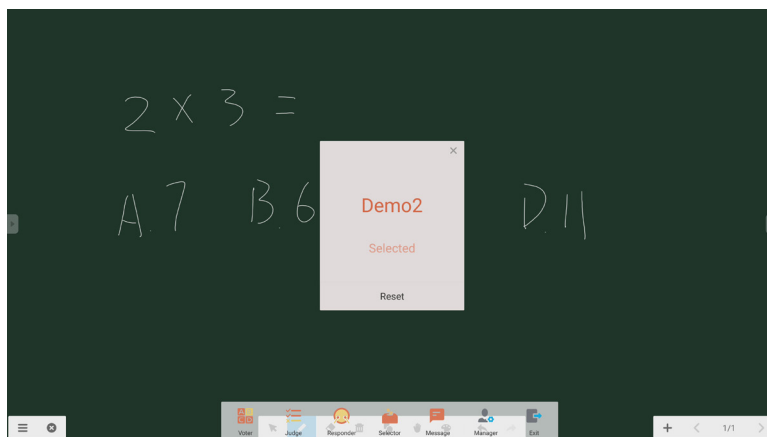 2 × 3 =
A.7 B.6 D.11
Demo2
Selected
Reset
Voter Judge Responder Selector Message Manager Exit
1/1